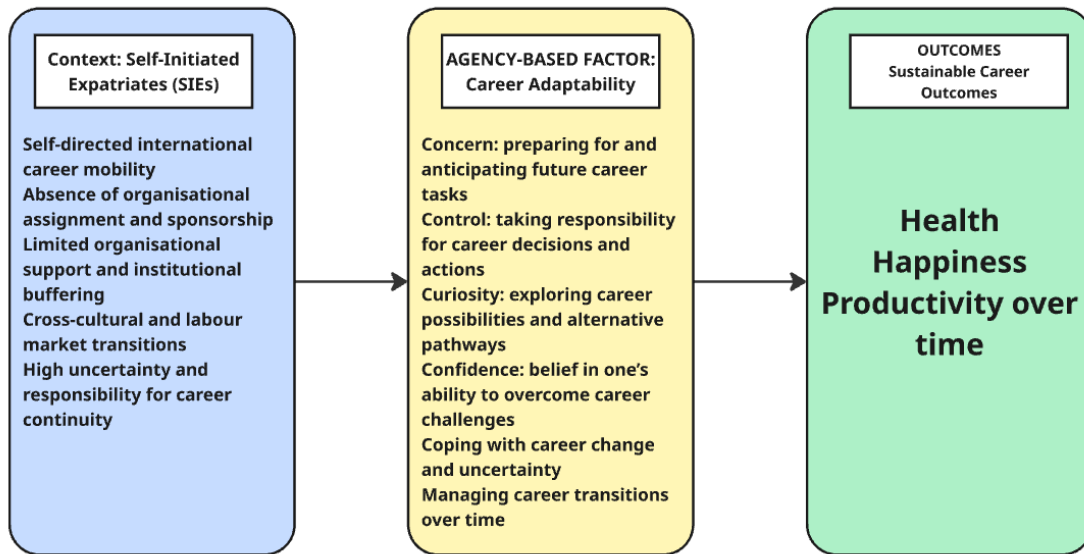 Context: Self-Initiated
Expatriates (SIEs)
Self-directed international
career mobility
Absence of organisational
assignment and sponsorship
Limited organisational
support and institutional
buffering
Cross-cultural and labour
market transitions
High uncertainty and
responsibility for career
continuity
AGENCY-BASED FACTOR:
Career Adaptability
Concern: preparing for and
anticipating future career
tasks
Control: taking responsibility
for career decisions and
actions
Curiosity: exploring career
possibilities and alternative
pathways
Confidence: belief in one’s
ability to overcome career
challenges
Coping with career change
and uncertainty
Managing career transitions
over time
OUTCOMES
Sustainable Career
Outcomes
Health
Happiness
Productivity over
time